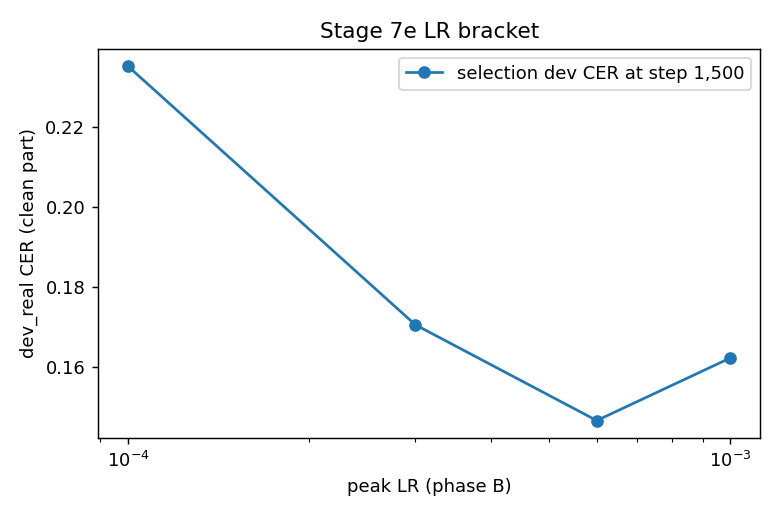 Stage 7e LR bracket
selection dev CER at step 1,500
dev_real CER (clean part)
0.22
0.20
0.18
0.16
10⁻⁴
10⁻³
peak LR (phase B)